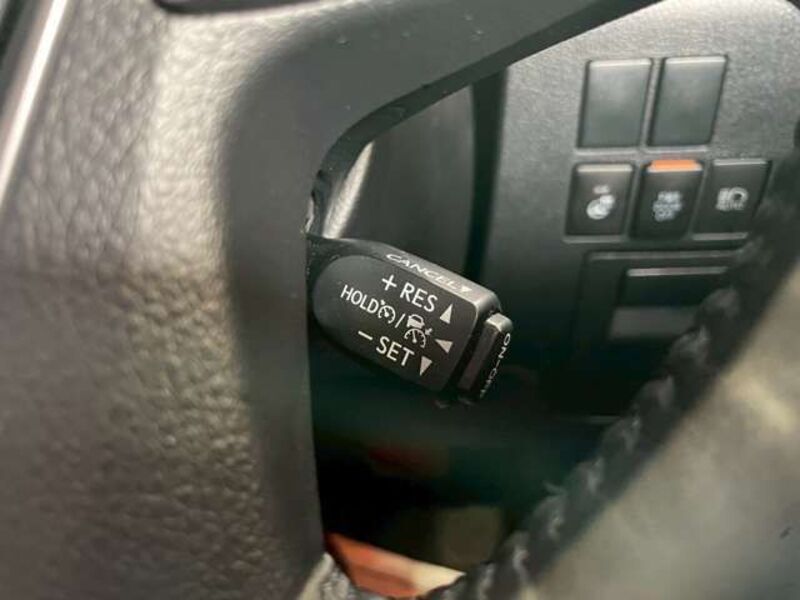 CANCEL
+ RES
HOLD /
− SET
ON-OFF